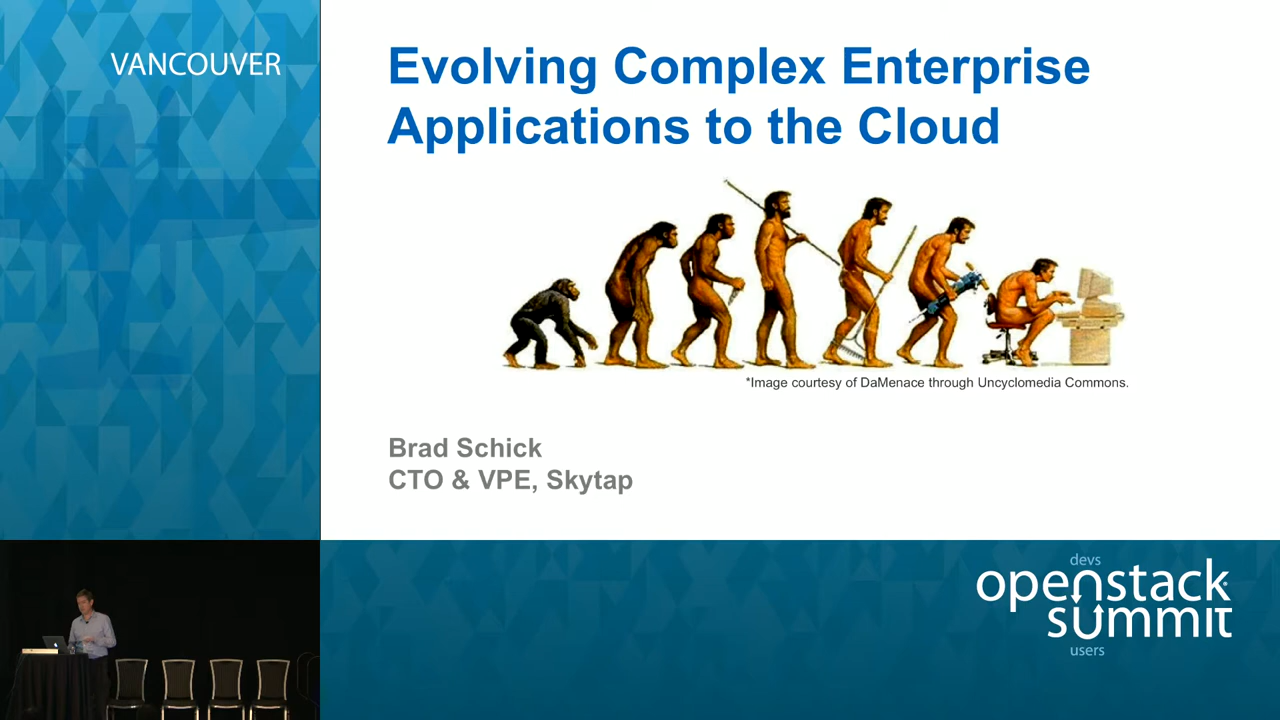 VANCOUVER
Evolving Complex Enterprise
Applications to the Cloud
*Image courtesy of DaMenace through Uncyclomedia Commons.
Brad Schick
CTO & VPE, Skytap
devs
openstack
summit
users